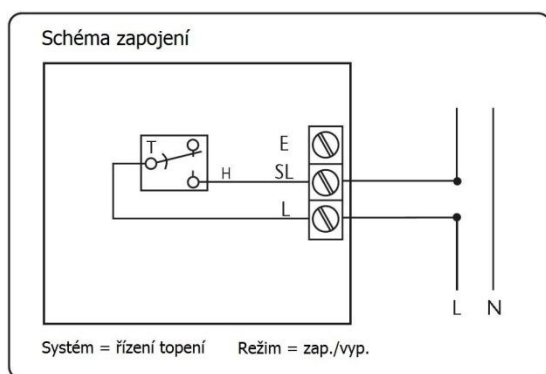 Schéma zapojení
T
E
H
SL
L
L N
Systém = řízení topení Režim = zap./vyp.